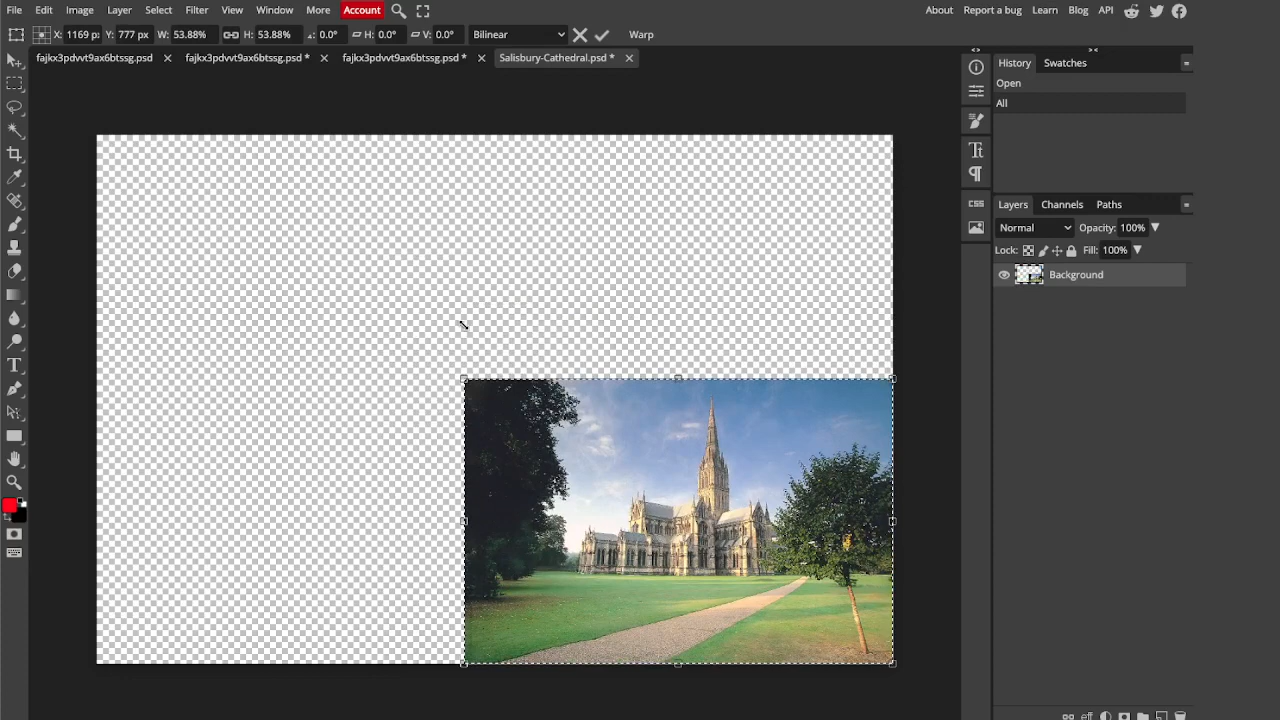 File Edit Image Layer Select Filter View Window More Account About Report a bug Learn Blog API
X: 1169 p Y: 777 px W: 53.88% H: 53.88% 0.0° H: 0.0° V: 0.0° Bilinear Warp
fajkx3pdvvt9ax6btssg.psd fajkx3pdvvt9ax6btssg.psd * fajkx3pdvvt9ax6btssg.psd * Salisbury-Cathedral.psd *
History Swatches
Open
All
CSS
Layers Channels Paths
Normal Opacity: 100%
Lock: Fill: 100%
Background
eff